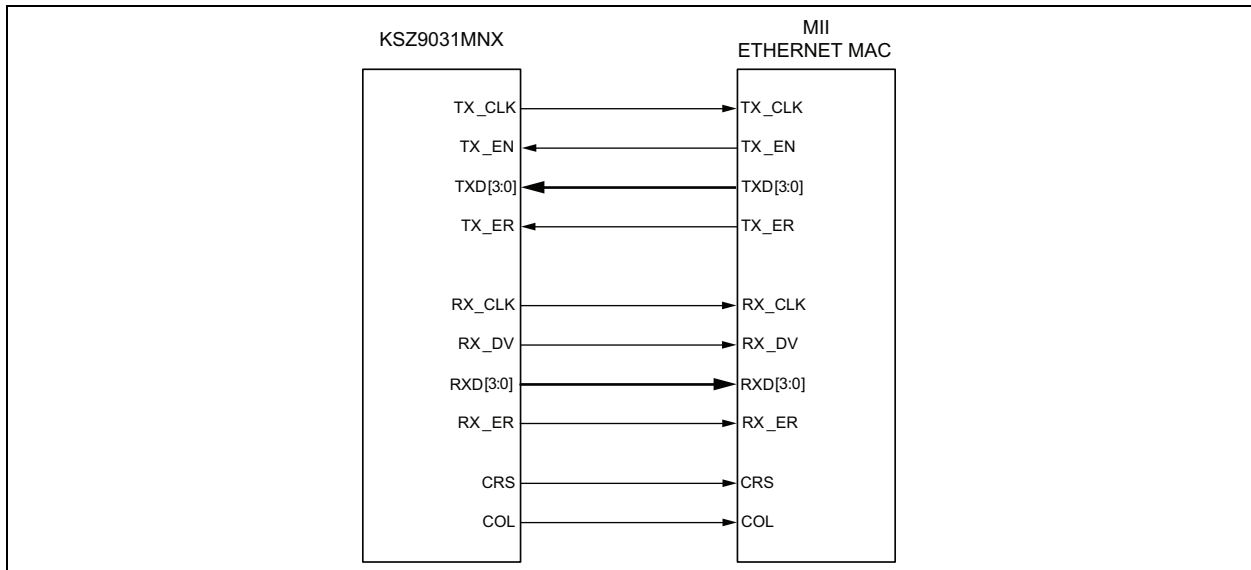 KSZ9031MNX
MII
ETHERNET MAC
TX_CLK TX_CLK
TX_EN TX_EN
TXD[3:0] TXD[3:0]
TX_ER TX_ER
RX_CLK RX_CLK
RX_DV RX_DV
RXD[3:0] RXD[3:0]
RX_ER RX_ER
CRS CRS
COL COL